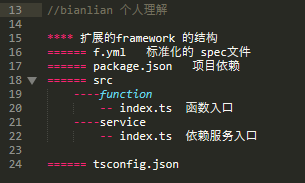 13 //bianlian 个人理解
14
15 **** 扩展的framework 的结构
16 ====== f.yml 标准化的 spec文件
17 ====== package.json 项目依赖
18 ====== src
19 ----function
20 -- index.ts 函数入口
21 ----service
22 -- index.ts 依赖服务入口
23
24 ====== tsconfig.json